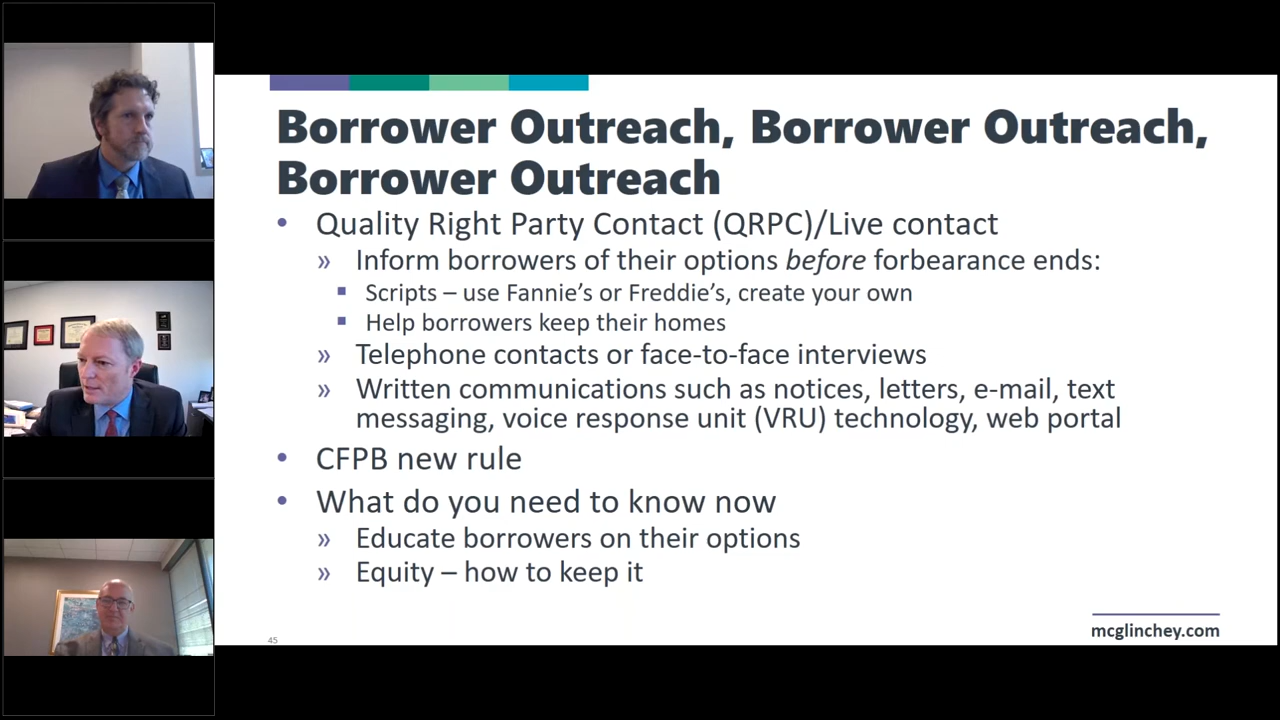 Borrower Outreach, Borrower Outreach,
Borrower Outreach
• Quality Right Party Contact (QRPC)/Live contact
» Inform borrowers of their options before forbearance ends:
▪ Scripts – use Fannie's or Freddie's, create your own
▪ Help borrowers keep their homes
» Telephone contacts or face-to-face interviews
» Written communications such as notices, letters, e-mail, text
messaging, voice response unit (VRU) technology, web portal
• CFPB new rule
• What do you need to know now
» Educate borrowers on their options
» Equity – how to keep it
45
mcglinchey.com